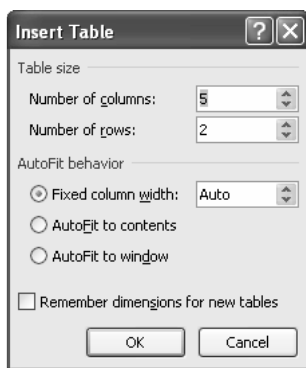 Insert Table
Table size
Number of columns: 5
Number of rows: 2
AutoFit behavior
Fixed column width: Auto
AutoFit to contents
AutoFit to window
Remember dimensions for new tables
OK Cancel